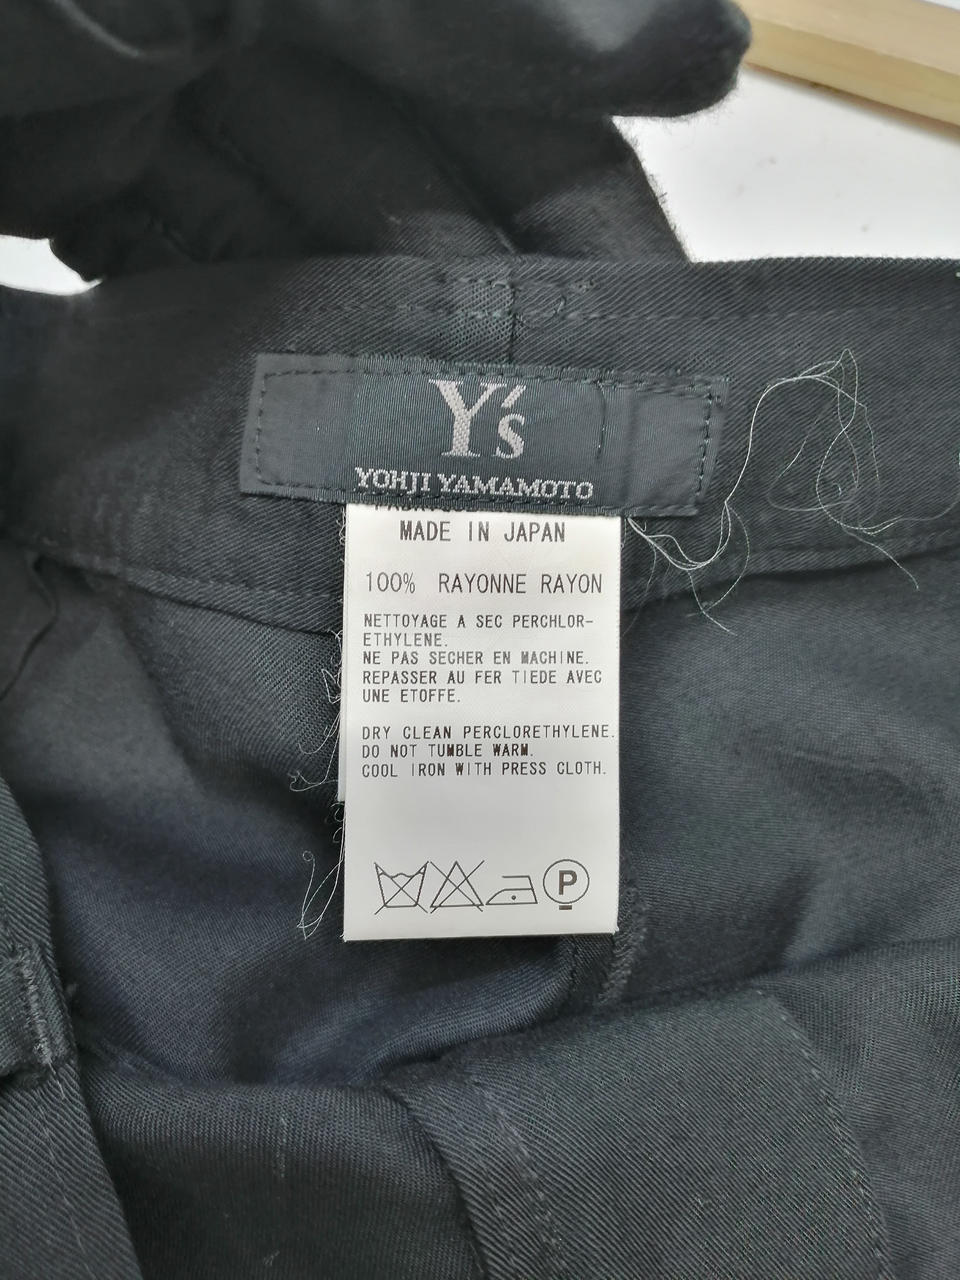 Y's
YOHJI YAMAMOTO
MADE IN JAPAN
100% RAYONNE RAYON
NETTOYAGE A SEC PERCHLOR-
ETHYLENE.
NE PAS SECHER EN MACHINE.
REPASSER AU FER TIEDE AVEC
UNE ETOFFE.
DRY CLEAN PERCLORETHYLENE.
DO NOT TUMBLE WARM.
COOL IRON WITH PRESS CLOTH.
P